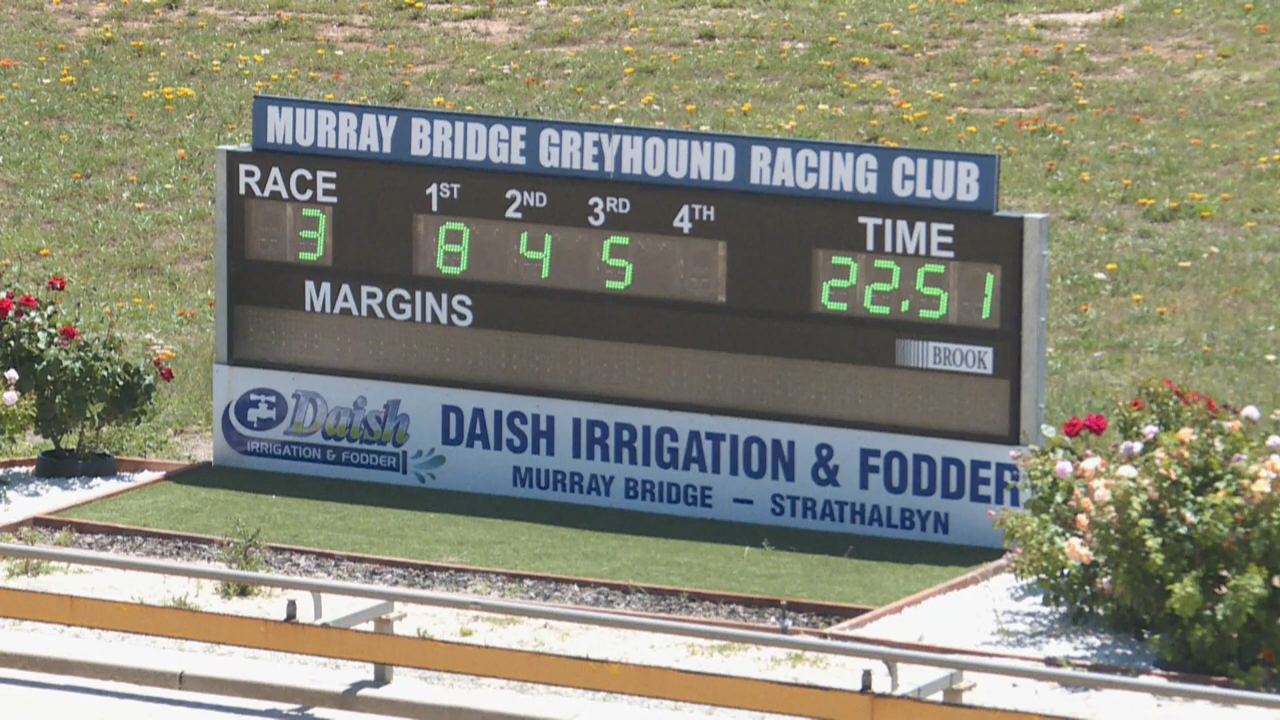 MURRAY BRIDGE GREYHOUND RACING CLUB
RACE 1ST 2ND 3RD 4TH TIME
3 8 4 5 22.51
MARGINS
BROOK
Daish
IRRIGATION & FODDER
DAISH IRRIGATION & FODDER
MURRAY BRIDGE – STRATHALBYN